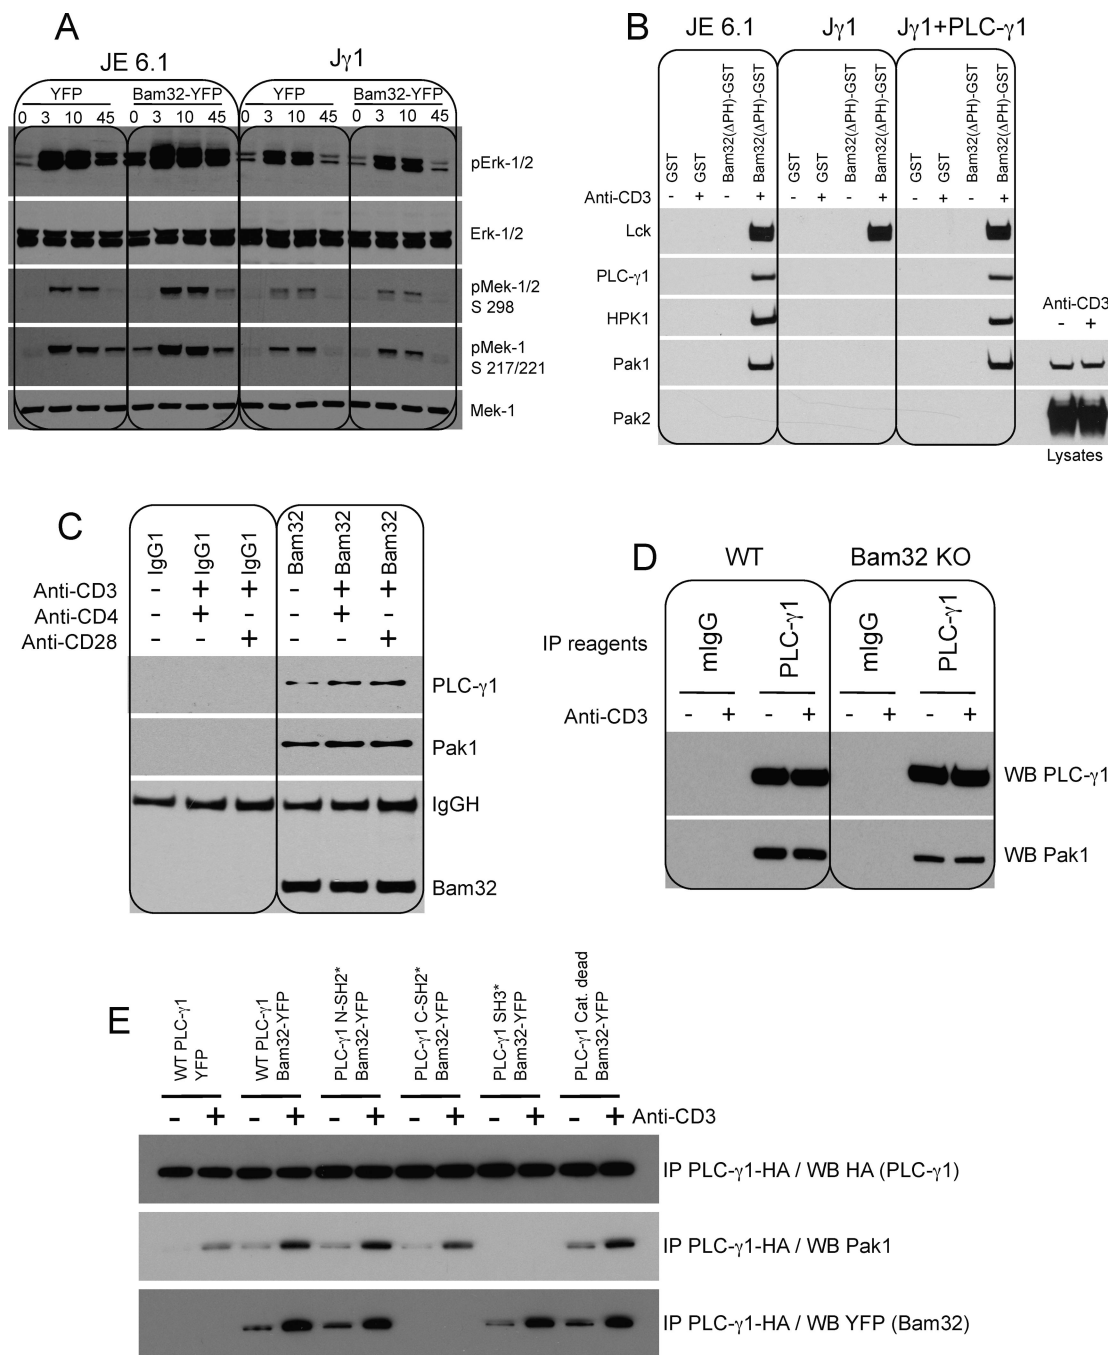 A
JE 6.1
Jγ1
YFP
Bam32-YFP
YFP
Bam32-YFP
0 3 10 45 0 3 10 45 0 3 10 45 0 3 10 45
pErk-1/2
Erk-1/2
pMek-1/2
S 298
pMek-1
S 217/221
Mek-1
B
JE 6.1
Jγ1
Jγ1+PLC-γ1
GST
GST
Bam32(ΔPH)-GST
Bam32(ΔPH)-GST
GST
GST
Bam32(ΔPH)-GST
Bam32(ΔPH)-GST
GST
GST
Bam32(ΔPH)-GST
Bam32(ΔPH)-GST
Anti-CD3 - + - + - + - + - + - +
Lck
PLC-γ1
HPK1
Pak1
Pak2
Anti-CD3
- +
Lysates
C
IgG1
IgG1
IgG1
Bam32
Bam32
Bam32
Anti-CD3 - + + - + +
Anti-CD4 - + - - + -
Anti-CD28 - - + - - +
PLC-γ1
Pak1
IgGH
Bam32
D
WT
Bam32 KO
IP reagents
mIgG
PLC-γ1
mIgG
PLC-γ1
Anti-CD3 - + - + - + - +
WB PLC-γ1
WB Pak1
E
WT PLC-γ1
YFP
WT PLC-γ1
Bam32-YFP
PLC-γ1 N-SH2*
Bam32-YFP
PLC-γ1 C-SH2*
Bam32-YFP
PLC-γ1 SH3*
Bam32-YFP
PLC-γ1 Cat. dead
Bam32-YFP
- + - + - + - + - + - + Anti-CD3
IP PLC-γ1-HA / WB HA (PLC-γ1)
IP PLC-γ1-HA / WB Pak1
IP PLC-γ1-HA / WB YFP (Bam32)